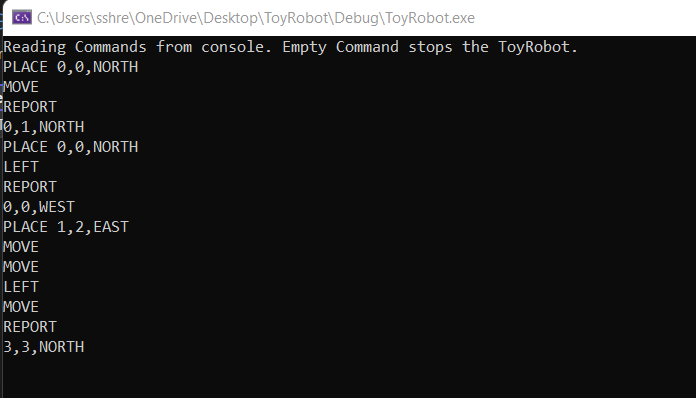 C:\Users\sshre\OneDrive\Desktop\ToyRobot\Debug\ToyRobot.exe
Reading Commands from console. Empty Command stops the ToyRobot.
PLACE 0,0,NORTH
MOVE
REPORT
0,1,NORTH
PLACE 0,0,NORTH
LEFT
REPORT
0,0,WEST
PLACE 1,2,EAST
MOVE
MOVE
LEFT
MOVE
REPORT
3,3,NORTH